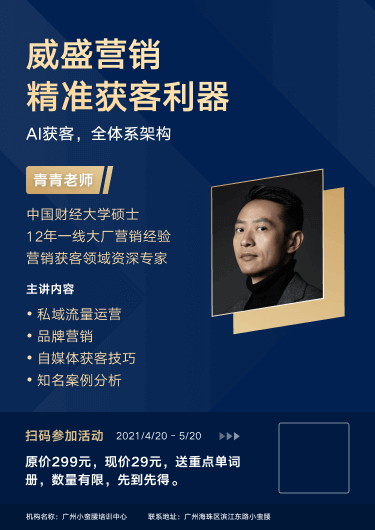 威盛营销
精准获客利器
AI获客，全体系架构
青青老师
中国财经大学硕士
12年一线大厂营销经验
营销获客领域资深专家
主讲内容
• 私域流量运营
• 品牌营销
• 自媒体获客技巧
• 知名案例分析
扫码参加活动 2021/4/20 - 5/20
原价299元，现价29元，送重点单词
册，数量有限，先到先得。
机构名称：广州小蛮腰培训中心 联系地址：广州海珠区滨江东路小蛮腰